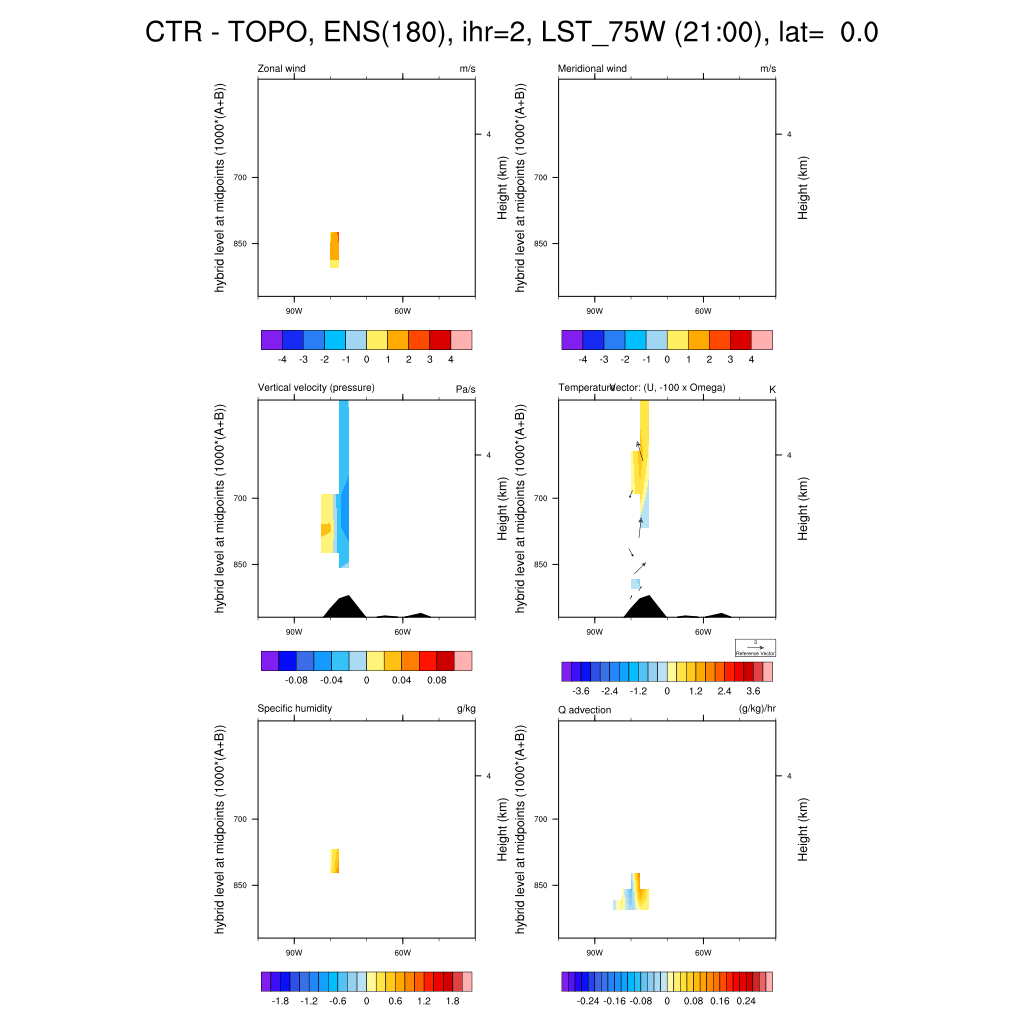 CTR - TOPO, ENS(180), ihr=2, LST_75W (21:00), lat=  0.0
Zonal wind m/s
hybrid level at midpoints (1000*(A+B))
700
850
4
Height (km)
90W 60W
-4 -3 -2 -1 0 1 2 3 4
Meridional wind m/s
hybrid level at midpoints (1000*(A+B))
700
850
4
Height (km)
90W 60W
-4 -3 -2 -1 0 1 2 3 4
Vertical velocity (pressure) Pa/s
hybrid level at midpoints (1000*(A+B))
700
850
4
Height (km)
90W 60W
-0.08 -0.04 0 0.04 0.08
Temperature Vector: (U, -100 x Omega) K
hybrid level at midpoints (1000*(A+B))
700
850
4
Height (km)
90W 60W
3
Reference Vector
-3.6 -2.4 -1.2 0 1.2 2.4 3.6
Specific humidity g/kg
hybrid level at midpoints (1000*(A+B))
700
850
4
Height (km)
90W 60W
-1.8 -1.2 -0.6 0 0.6 1.2 1.8
Q advection (g/kg)/hr
hybrid level at midpoints (1000*(A+B))
700
850
4
Height (km)
90W 60W
-0.24 -0.16 -0.08 0 0.08 0.16 0.24